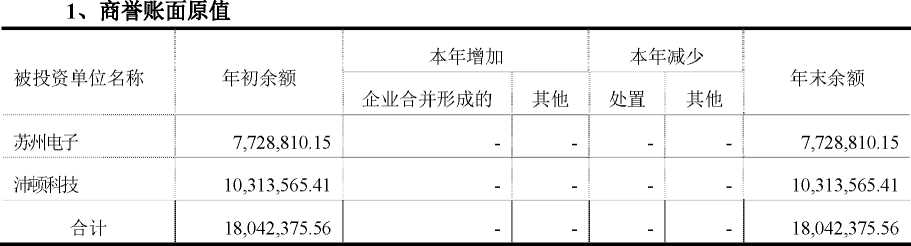 1、商誉账面原值
被投资单位名称 年初余额 本年增加 本年减少 年末余额
企业合并形成的 其他 处置 其他
苏州电子 7,728,810.15 - - - - 7,728,810.15
沛顿科技 10,313,565.41 - - - - 10,313,565.41
合计 18,042,375.56 - - - - 18,042,375.56